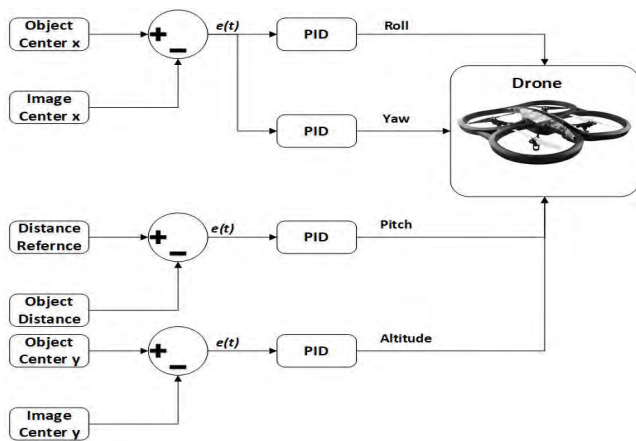 Object
Center x
e(t)
PID
Roll
Image
Center x
PID
Yaw
Drone
Distance
Refernce
e(t)
PID
Pitch
Object
Distance
Object
Center y
e(t)
PID
Altitude
Image
Center y